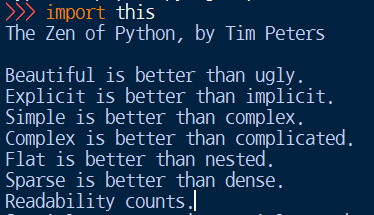 >>> import this
The Zen of Python, by Tim Peters

Beautiful is better than ugly.
Explicit is better than implicit.
Simple is better than complex.
Complex is better than complicated.
Flat is better than nested.
Sparse is better than dense.
Readability counts.